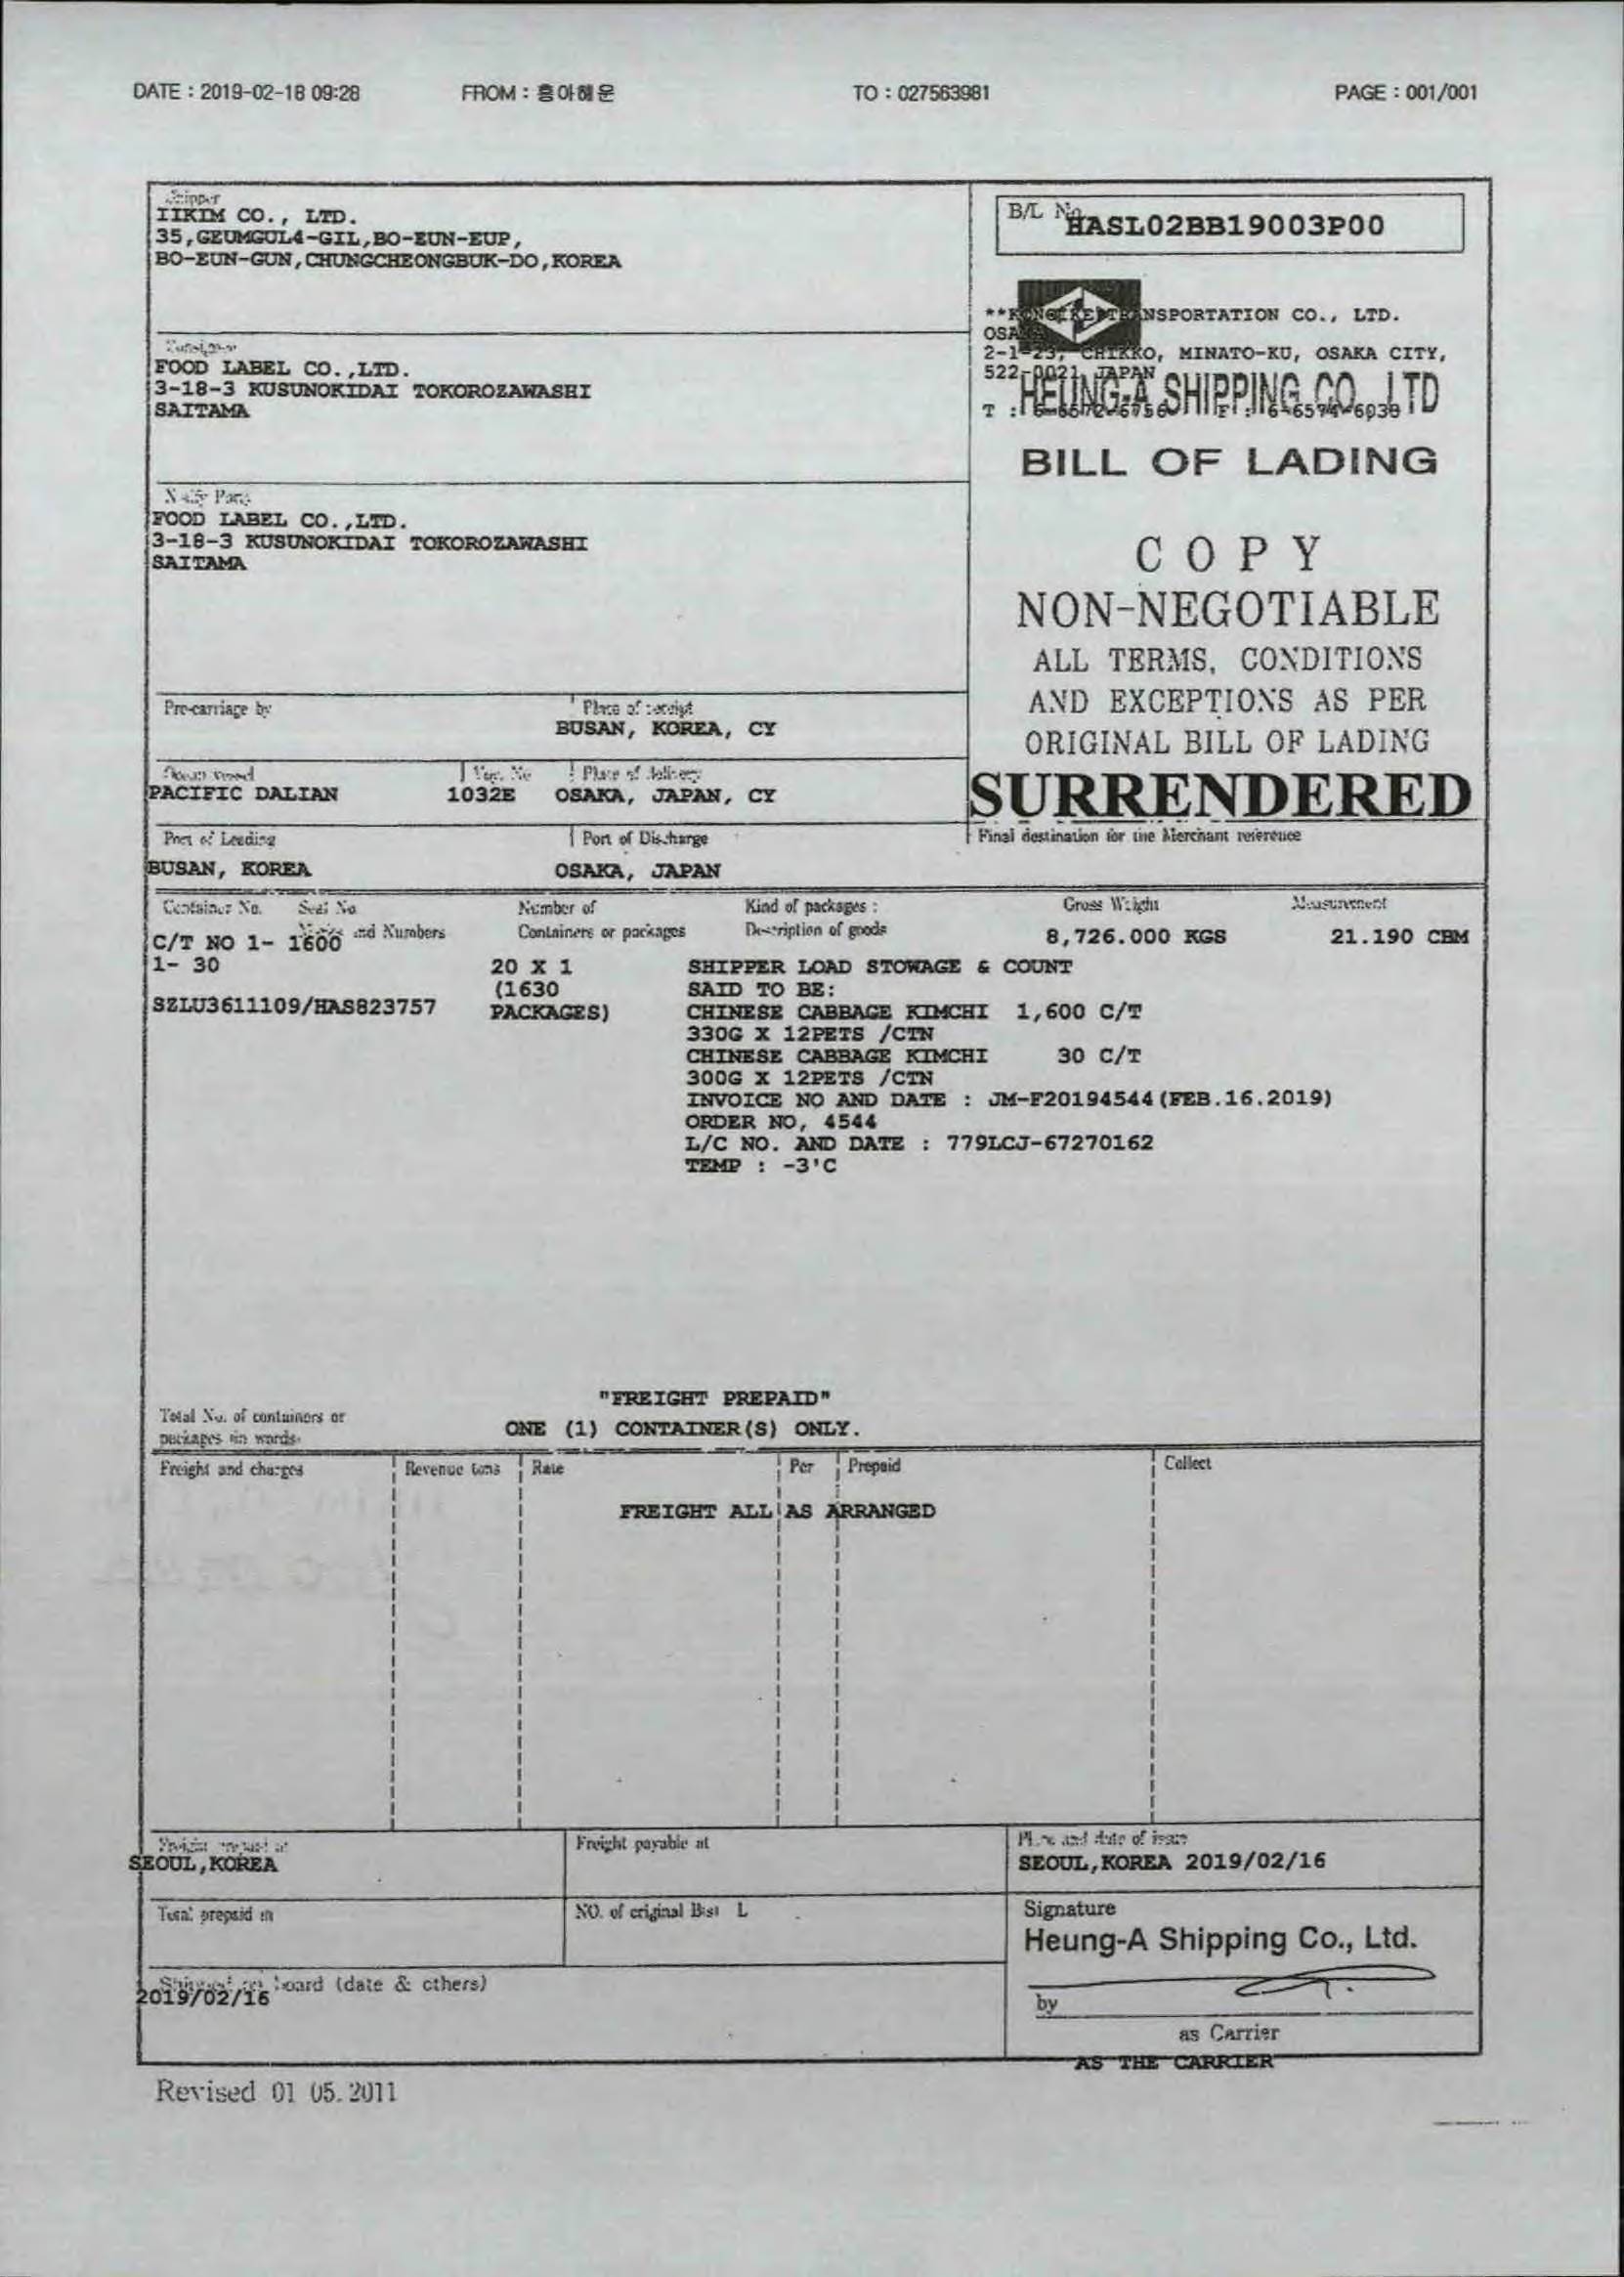 DATE : 2019-02-18 09:28 FROM : 흥아해운 TO : 027563981 PAGE : 001/001
Shipper
IIKIM CO., LTD.
35,GEUMGUL4-GIL,BO-EUN-EUP,
BO-EUN-GUN,CHUNGCHEONGBUK-DO,KOREA
B/L No.
HASL02BB19003P00
Consignee
FOOD LABEL CO.,LTD.
3-18-3 KUSUNOKIDAI TOKOROZAWASHI
SAITAMA
TRANSPORTATION CO., LTD.
CHIKKO, MINATO-KU, OSAKA CITY,
JAPAN
HEUNG-A SHIPPING CO., LTD
BILL OF LADING
Notify Party
FOOD LABEL CO.,LTD.
3-18-3 KUSUNOKIDAI TOKOROZAWASHI
SAITAMA
COPY
NON-NEGOTIABLE
ALL TERMS, CONDITIONS
AND EXCEPTIONS AS PER
ORIGINAL BILL OF LADING
SURRENDERED
Pre-carriage by
Place of receipt
BUSAN, KOREA, CY
Ocean vessel Voy. No Place of delivery
PACIFIC DALIAN 1032E OSAKA, JAPAN, CY
Port of Loading Port of Discharge Final destination for the Merchant reference
BUSAN, KOREA OSAKA, JAPAN
Container No. Seal No. Number of Kind of packages : Gross Weight Measurement
and Numbers Containers or packages Description of goods
C/T NO 1- 1600 8,726.000 KGS 21.190 CBM
1- 30 20 X 1 SHIPPER LOAD STOWAGE & COUNT
(1630 SAID TO BE:
SZLU3611109/HAS823757 PACKAGES) CHINESE CABBAGE KIMCHI 1,600 C/T
330G X 12PETS /CTN
CHINESE CABBAGE KIMCHI 30 C/T
300G X 12PETS /CTN
INVOICE NO AND DATE : JM-F20194544(FEB.16.2019)
ORDER NO, 4544
L/C NO. AND DATE : 779LCJ-67270162
TEMP : -3'C
"FREIGHT PREPAID"
Total No. of containers or
packages in words
ONE (1) CONTAINER(S) ONLY.
Freight and charges Revenue tons Rate Per Prepaid Collect
FREIGHT ALL AS ARRANGED
Freight prepaid at Freight payable at Place and date of issue
SEOUL,KOREA SEOUL,KOREA 2019/02/16
Total prepaid in NO. of original L Signature
Heung-A Shipping Co., Ltd.
Shipped on board (date & others)
2019/02/16
by
as Carrier
AS THE CARRIER
Revised 01 05. 2011